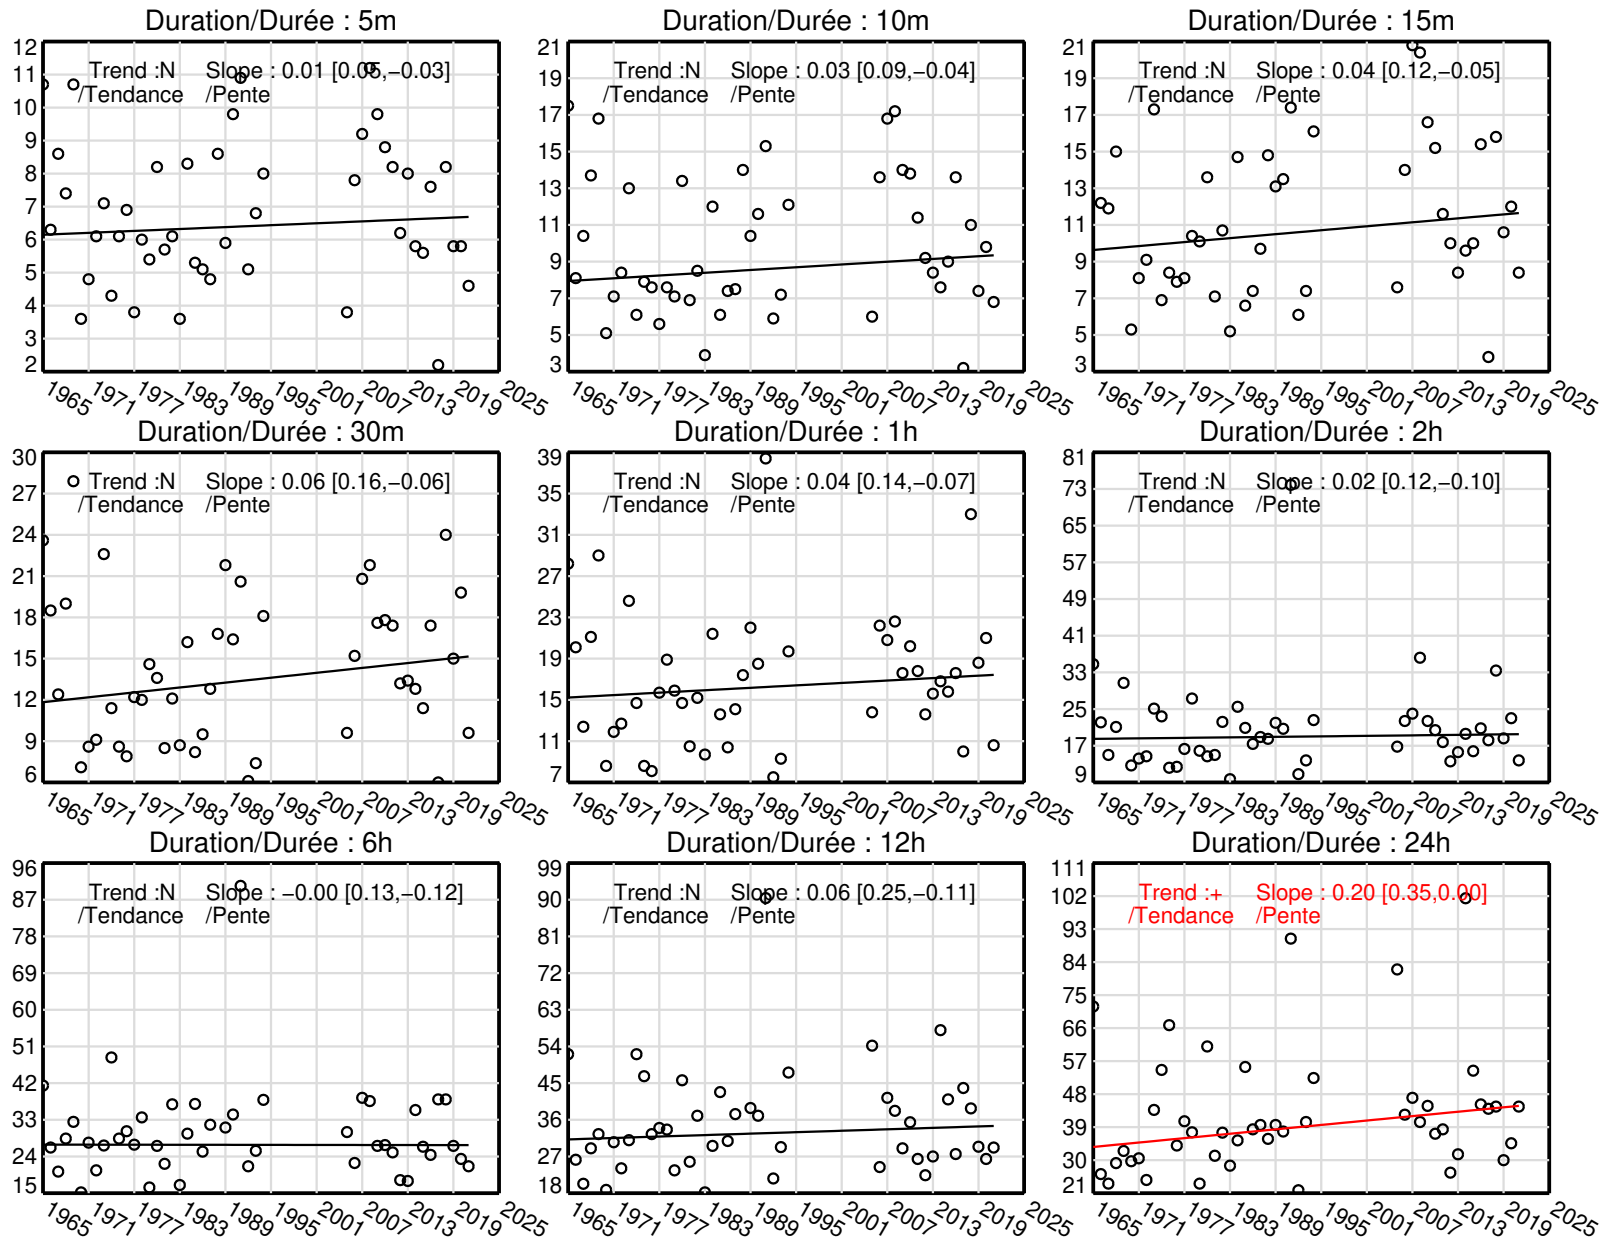 Duration/Durée : 5m
12
11
10
9
8
7
6
5
4
3
2
Trend :N Slope : 0.01 [0.05,−0.03]
/Tendance /Pente
1965 1971 1977 1983 1989 1995 2001 2007 2013 2019 2025
Duration/Durée : 10m
21
19
17
15
13
11
9
7
5
3
Trend :N Slope : 0.03 [0.09,−0.04]
/Tendance /Pente
1965 1971 1977 1983 1989 1995 2001 2007 2013 2019 2025
Duration/Durée : 15m
21
19
17
15
13
11
9
7
5
3
Trend :N Slope : 0.04 [0.12,−0.05]
/Tendance /Pente
1965 1971 1977 1983 1989 1995 2001 2007 2013 2019 2025
Duration/Durée : 30m
30
27
24
21
18
15
12
9
6
Trend :N Slope : 0.06 [0.16,−0.06]
/Tendance /Pente
1965 1971 1977 1983 1989 1995 2001 2007 2013 2019 2025
Duration/Durée : 1h
39
35
31
27
23
19
15
11
7
Trend :N Slope : 0.04 [0.14,−0.07]
/Tendance /Pente
1965 1971 1977 1983 1989 1995 2001 2007 2013 2019 2025
Duration/Durée : 2h
81
73
65
57
49
41
33
25
17
9
Trend :N Slope : 0.02 [0.12,−0.10]
/Tendance /Pente
1965 1971 1977 1983 1989 1995 2001 2007 2013 2019 2025
Duration/Durée : 6h
96
87
78
69
60
51
42
33
24
15
Trend :N Slope : −0.00 [0.13,−0.12]
/Tendance /Pente
1965 1971 1977 1983 1989 1995 2001 2007 2013 2019 2025
Duration/Durée : 12h
99
90
81
72
63
54
45
36
27
18
Trend :N Slope : 0.06 [0.25,−0.11]
/Tendance /Pente
1965 1971 1977 1983 1989 1995 2001 2007 2013 2019 2025
Duration/Durée : 24h
111
102
93
84
75
66
57
48
39
30
21
Trend :+ Slope : 0.20 [0.35,0.00]
/Tendance /Pente
1965 1971 1977 1983 1989 1995 2001 2007 2013 2019 2025